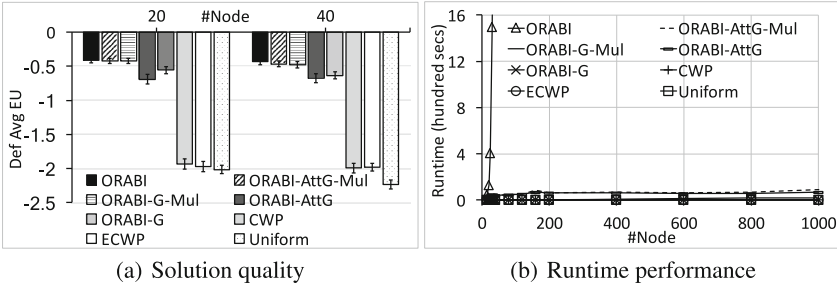 20 #Node 40
0
-0.5
-1
-1.5
-2
-2.5
Def Avg EU
ORABI ORABI-AttG-Mul
ORABI-G-Mul ORABI-AttG
ORABI-G CWP
ECWP Uniform
(a) Solution quality
16
12
8
4
0
Runtime (hundred secs)
ORABI ORABI-AttG-Mul
ORABI-G-Mul ORABI-AttG
ORABI-G CWP
ECWP Uniform
0 200 400 600 800 1000
#Node
(b) Runtime performance